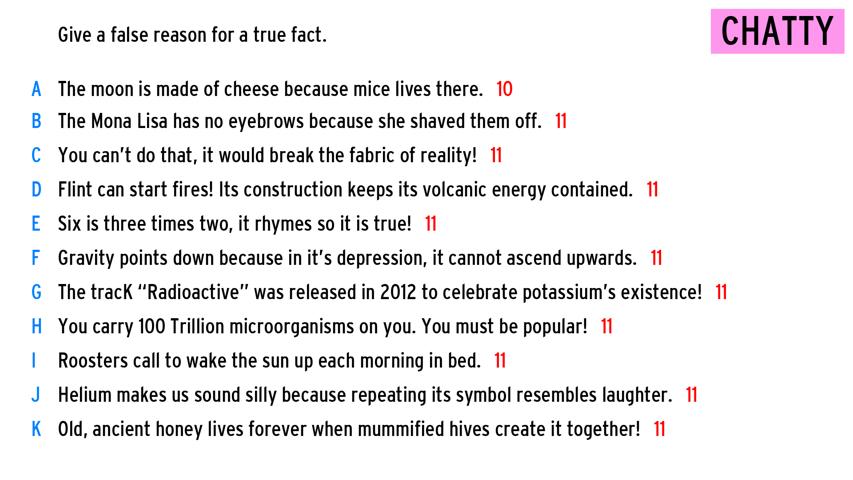 Give a false reason for a true fact.
CHATTY
A The moon is made of cheese because mice lives there. 10
B The Mona Lisa has no eyebrows because she shaved them off. 11
C You can't do that, it would break the fabric of reality! 11
D Flint can start fires! Its construction keeps its volcanic energy contained. 11
E Six is three times two, it rhymes so it is true! 11
F Gravity points down because in it's depression, it cannot ascend upwards. 11
G The tracK “Radioactive” was released in 2012 to celebrate potassium's existence! 11
H You carry 100 Trillion microorganisms on you. You must be popular! 11
I Roosters call to wake the sun up each morning in bed. 11
J Helium makes us sound silly because repeating its symbol resembles laughter. 11
K Old, ancient honey lives forever when mummified hives create it together! 11